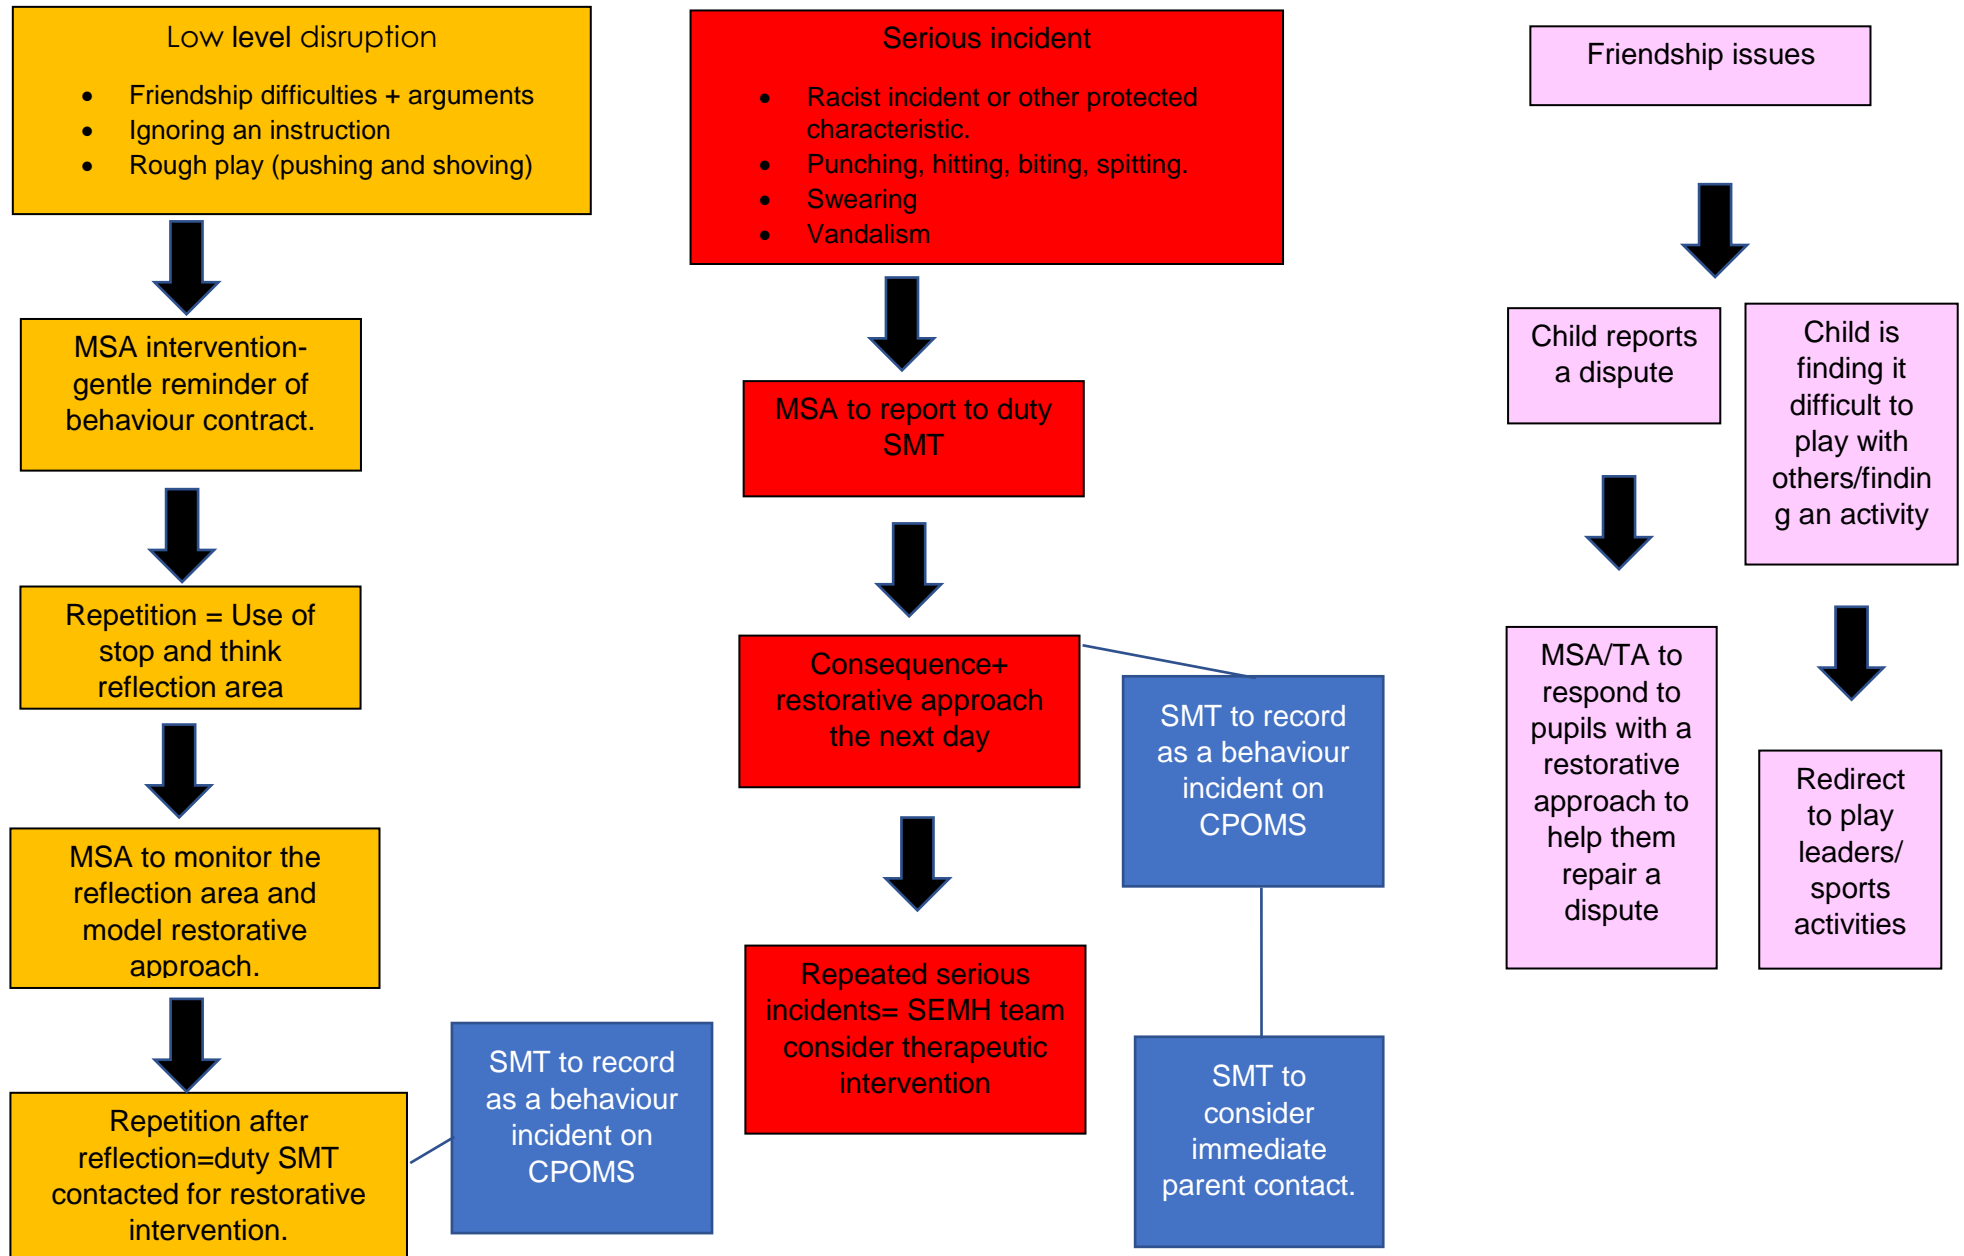 Low level disruption
• Friendship difficulties + arguments
• Ignoring an instruction
• Rough play (pushing and shoving)
MSA intervention-
gentle reminder of
behaviour contract.
Repetition = Use of
stop and think
reflection area
MSA to monitor the
reflection area and
model restorative
approach.
Repetition after
reflection=duty SMT
contacted for restorative
intervention.
SMT to record
as a behaviour
incident on
CPOMS
Serious incident
• Racist incident or other protected
characteristic.
• Punching, hitting, biting, spitting.
• Swearing
• Vandalism
MSA to report to duty
SMT
Consequence+
restorative approach
the next day
SMT to record
as a behaviour
incident on
CPOMS
Repeated serious
incidents= SEMH team
consider therapeutic
intervention
SMT to
consider
immediate
parent contact.
Friendship issues
Child reports
a dispute
MSA/TA to
respond to
pupils with a
restorative
approach to
help them
repair a
dispute
Child is
finding it
difficult to
play with
others/findin
g an activity
Redirect
to play
leaders/
sports
activities